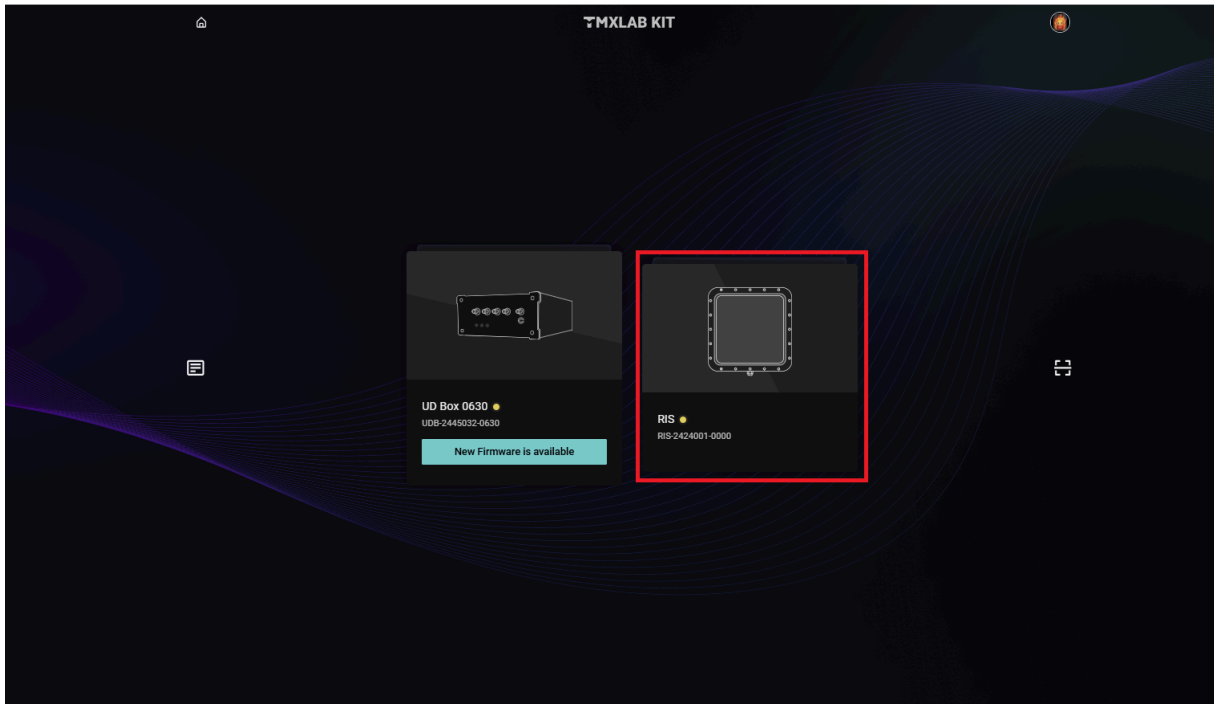 TMXLAB KIT
UD Box 0630
UDB-2445032-0630
New Firmware is available
RIS
RIS-2424001-0000